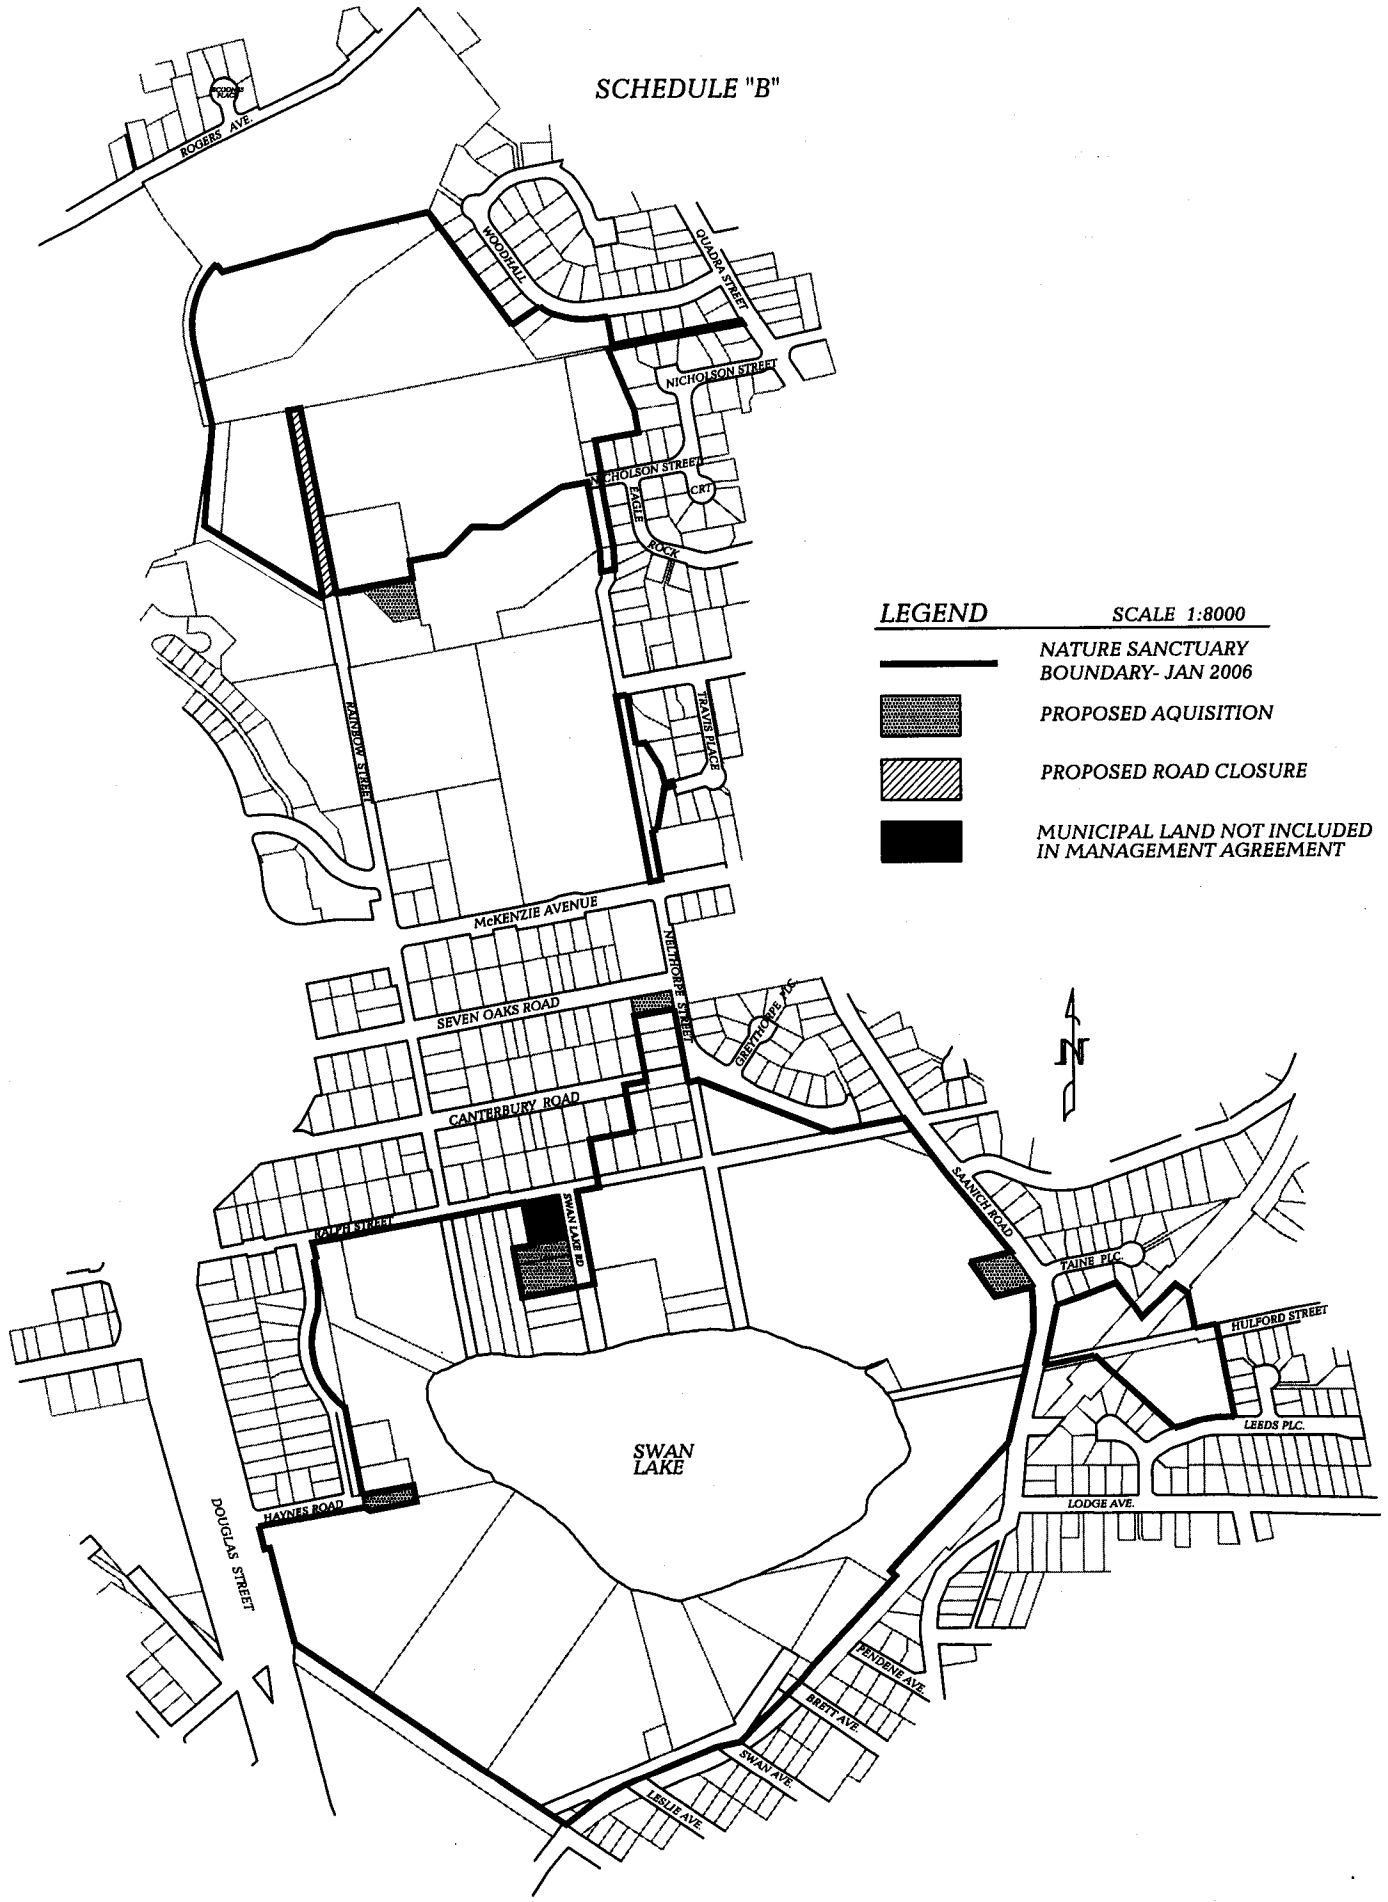 SCHEDULE "B"
ROGERS AVE.
WOODHALL
QUADRA STREET
NICHOLSON STREET
NICHOLSON STREET
CRT
EAGLE
ROCK
LEGEND
SCALE 1:8000
NATURE SANCTUARY
BOUNDARY- JAN 2006
PROPOSED AQUISITION
PROPOSED ROAD CLOSURE
MUNICIPAL LAND NOT INCLUDED
IN MANAGEMENT AGREEMENT
RAINBOW STREET
TRAVIS PLACE
McKENZIE AVENUE
NELTHORPE STREET
SEVEN OAKS ROAD
GREYTHORPE PLC.
N
CANTERBURY ROAD
SAANICH ROAD
RALPH STREET
SWAN LAKE RD
TAINE PLC.
HULFORD STREET
LEEDS PLC.
SWAN
LAKE
LODGE AVE.
HAYNES ROAD
DOUGLAS STREET
PENDENE AVE.
BRETT AVE.
SWAN AVE.
LESLIE AVE.